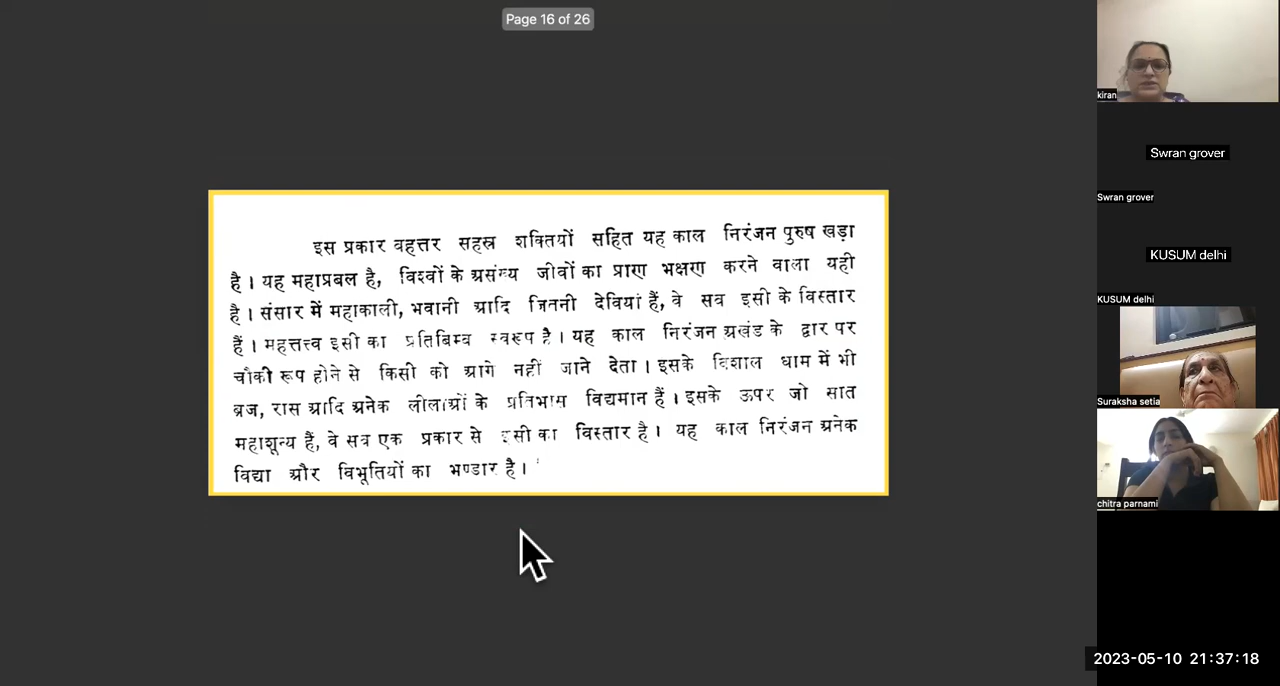 Page 16 of 26
इस प्रकार बहत्तर सहस्र शक्तियों सहित यह काल निरंजन पुरुष खड़ा
है । यह महाप्रबल है, विश्वों के असंख्य जीवों का प्राण भक्षण करने वाला यही
है । संसार में महाकाली, भवानी आदि जितनी देवियां हैं, वे सब इसी के विस्तार
हैं । महत्तत्त्व इसी का प्रतिबिम्ब स्वरूप है । यह काल निरंजन अखंड के द्वार पर
चौकी रूप होने से किसी को आगे नहीं जाने देता । इसके विशाल धाम में भी
ब्रज, रास आदि अनेक लीलाओं के प्रतिभास विद्यमान हैं । इसके ऊपर जो सात
महाशून्य हैं, वे सब एक प्रकार से इसी का विस्तार है । यह काल निरंजन अनेक
विद्या और विभूतियों का भण्डार है ।
kiran
Swran grover
Swran grover
KUSUM delhi
KUSUM delhi
Suraksha setia
chitra parnami
2023-05-10 21:37:18